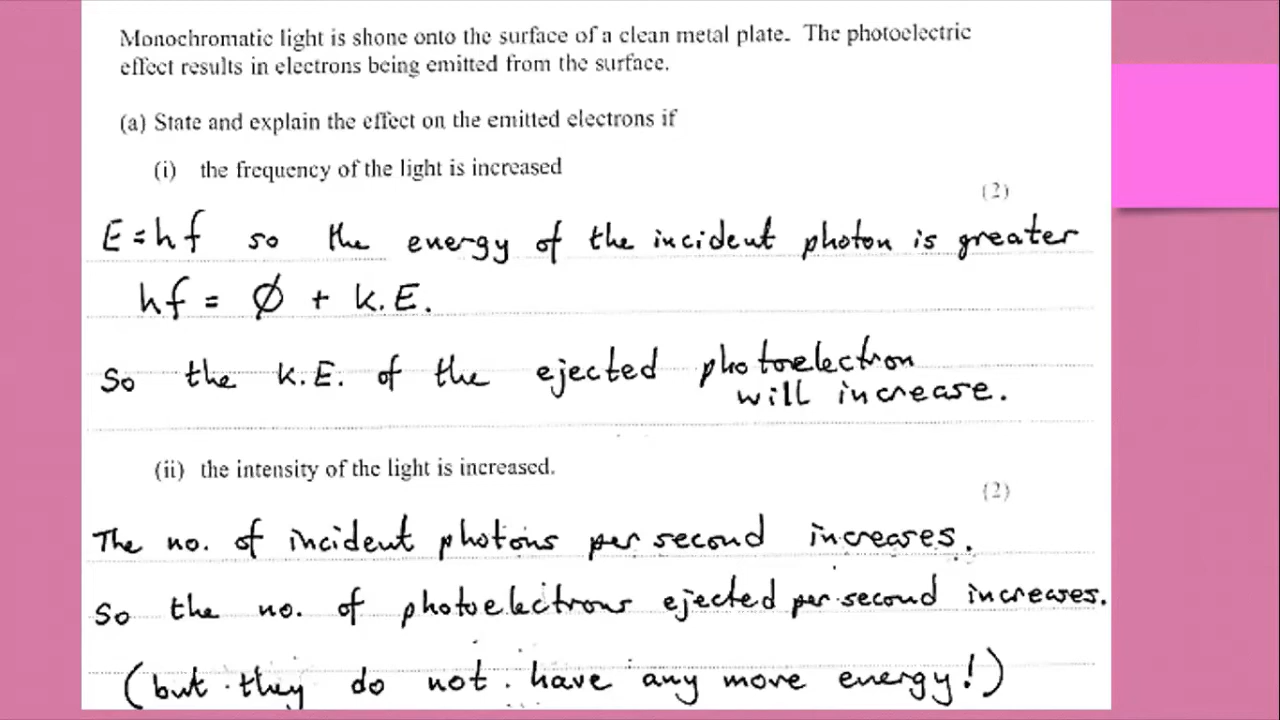 Monochromatic light is shone onto the surface of a clean metal plate. The photoelectric
effect results in electrons being emitted from the surface.
(a) State and explain the effect on the emitted electrons if
(i) the frequency of the light is increased
(2)
E = hf so the energy of the incident photon is greater
hf = Ø + K.E.
So the K.E. of the ejected photoelectron
will increase.
(ii) the intensity of the light is increased.
(2)
The no. of incident photons per second increases.
So the no. of photoelectrons ejected per second increases.
(but they do not have any more energy!)